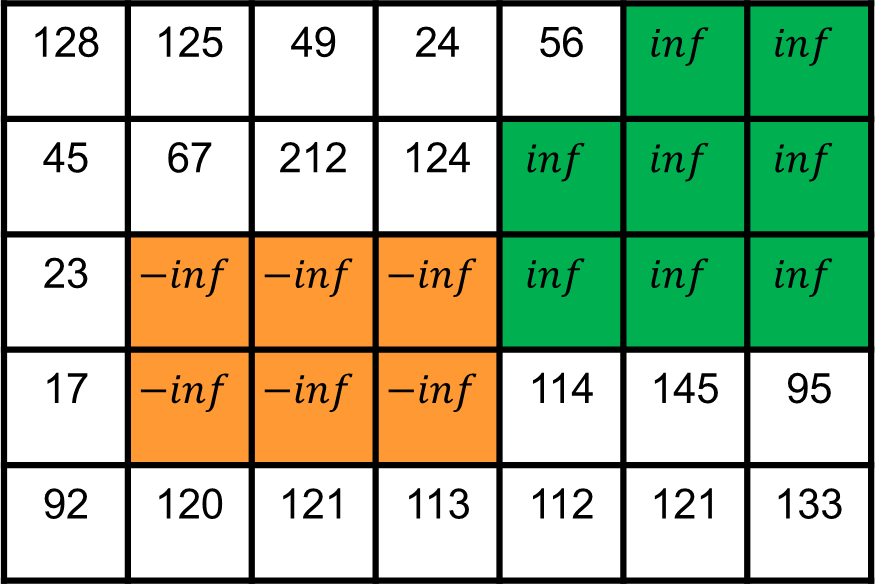 128 125 49 24 56 inf inf
45 67 212 124 inf inf inf
23 −inf −inf −inf inf inf inf
17 −inf −inf −inf 114 145 95
92 120 121 113 112 121 133